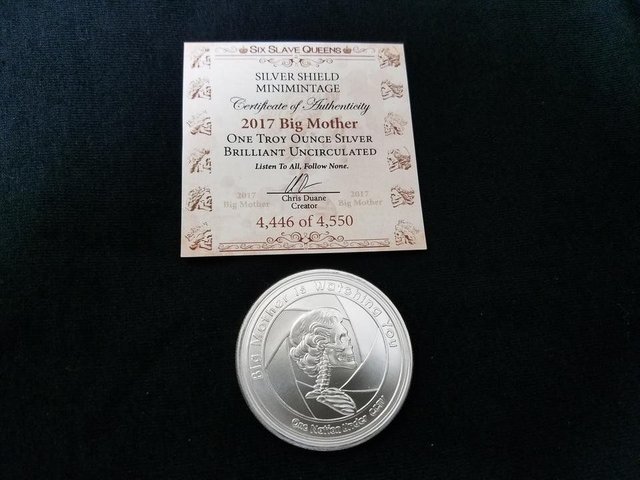 SIX SLAVE QUEENS
SILVER SHIELD
MINIMINTAGE
Certificate of Authenticity
2017 Big Mother
ONE TROY OUNCE SILVER
BRILLIANT UNCIRCULATED
Listen To All, Follow None.
Chris Duane
Creator
2017
Big Mother
2017
Big Mother
4,446 of 4,550
Big Mother is Watching You
One Nation Under